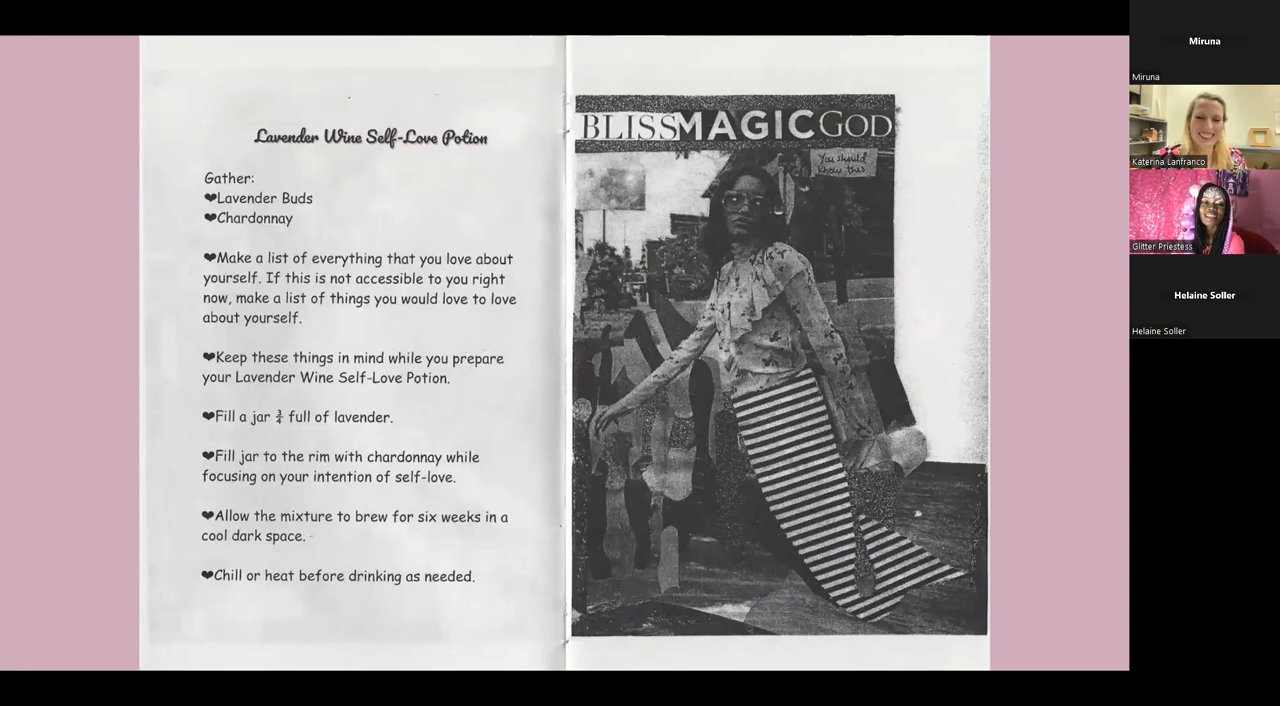 Lavender Wine Self-Love Potion
Gather:
❤Lavender Buds
❤Chardonnay
❤Make a list of everything that you love about
yourself. If this is not accessible to you right
now, make a list of things you would love to love
about yourself.
❤Keep these things in mind while you prepare
your Lavender Wine Self-Love Potion.
❤Fill a jar ¾ full of lavender.
❤Fill jar to the rim with chardonnay while
focusing on your intention of self-love.
❤Allow the mixture to brew for six weeks in a
cool dark space.
❤Chill or heat before drinking as needed.
BLISS MAGIC GOD
You should
know this
Miruna
Miruna
Katerina Lanfranco
Glitter Priestess
Helaine Soller
Helaine Soller